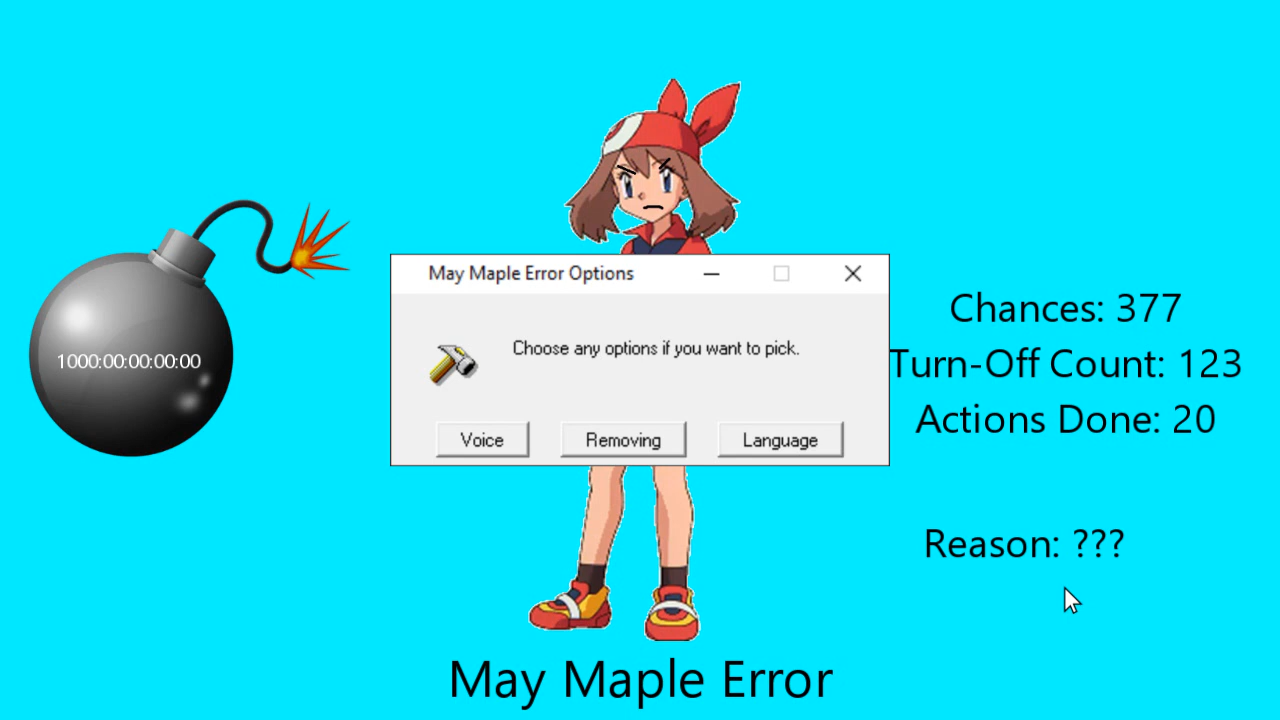 May Maple Error Options
Choose any options if you want to pick.
Voice
Removing
Language
1000:00:00:00:00
Chances: 377
Turn-Off Count: 123
Actions Done: 20
Reason: ???
May Maple Error